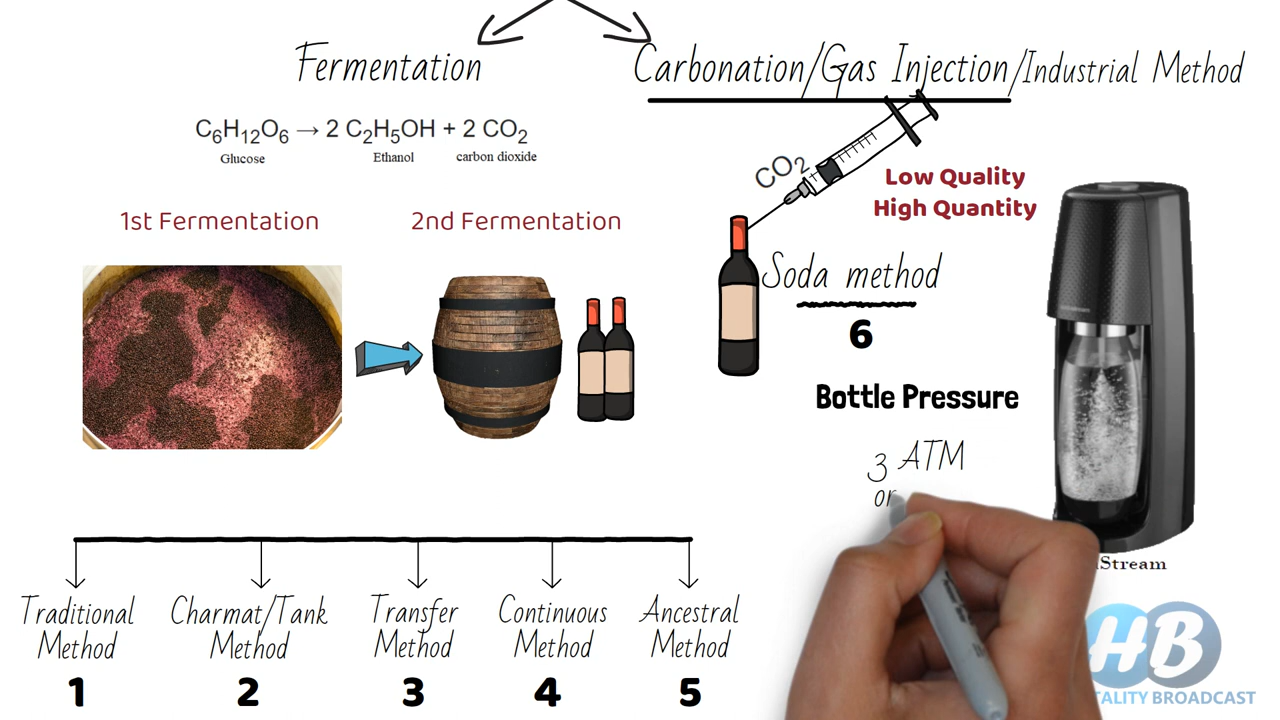 Fermentation
Carbonation/Gas Injection/Industrial Method
C6H12O6 → 2 C2H5OH + 2 CO2
Glucose Ethanol carbon dioxide
CO2
Low Quality
High Quantity
1st Fermentation
2nd Fermentation
Soda method
6
Bottle Pressure
3 ATM
or
Stream
Traditional
Method
1
Charmat/Tank
Method
2
Transfer
Method
3
Continuous
Method
4
Ancestral
Method
5
HB
TALITY BROADCAST